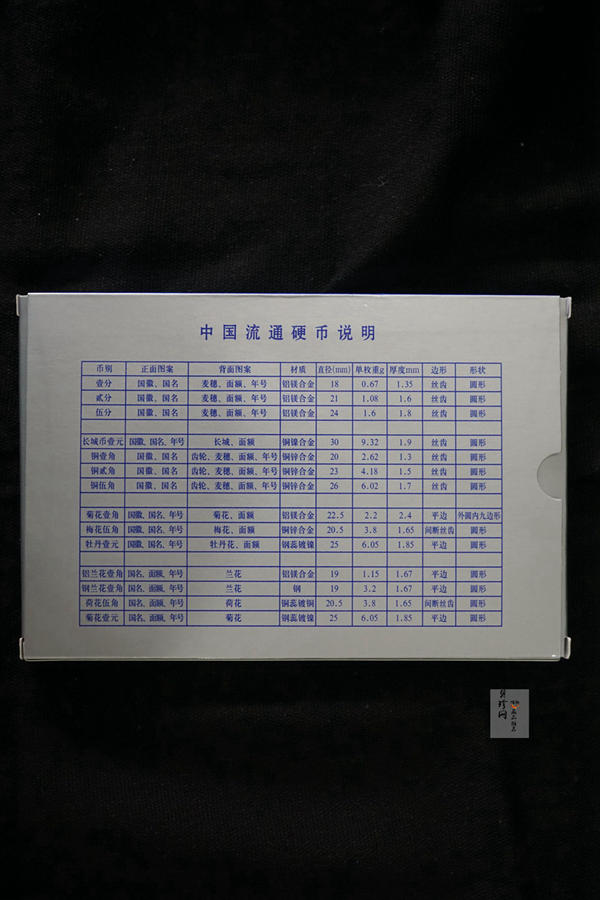 中国流通硬币说明
币别 正面图案 背面图案 材质 直径(mm) 单枚重g 厚度mm 边形 形状
壹分 国徽、国名 麦穗、面额、年号 铝镁合金 18 0.67 1.35 丝齿 圆形
贰分 国徽、国名 麦穗、面额、年号 铝镁合金 21 1.08 1.6 丝齿 圆形
伍分 国徽、国名 麦穗、面额、年号 铝镁合金 24 1.6 1.8 丝齿 圆形
长城币壹元 国徽、国名、年号 长城、面额 铜镍合金 30 9.32 1.9 丝齿 圆形
铜壹角 国徽、国名 齿轮、麦穗、面额、年号 铜锌合金 20 2.62 1.3 丝齿 圆形
铜贰角 国徽、国名 齿轮、麦穗、面额、年号 铜锌合金 23 4.18 1.5 丝齿 圆形
铜伍角 国徽、国名 齿轮、麦穗、面额、年号 铜锌合金 26 6.02 1.7 丝齿 圆形
菊花壹角 国徽、国名、年号 菊花、面额 铝镁合金 22.5 2.2 2.4 平边 外圆内九边形
梅花伍角 国徽、国名、年号 梅花、面额 铜锌合金 20.5 3.8 1.65 间断丝齿 圆形
牡丹壹元 国徽、国名、年号 牡丹花、面额 钢蕊镀镍 25 6.05 1.85 平边 圆形
铝兰花壹角 国名、面额、年号 兰花 铝镁合金 19 1.15 1.67 平边 圆形
钢兰花壹角 国名、面额、年号 兰花 钢 19 3.2 1.67 平边 圆形
荷花伍角 国名、面额、年号 荷花 钢蕊镀铜 20.5 3.8 1.65 间断丝齿 圆形
菊花壹元 国名、面额、年号 菊花 钢蕊镀镍 25 6.05 1.85 平边 圆形